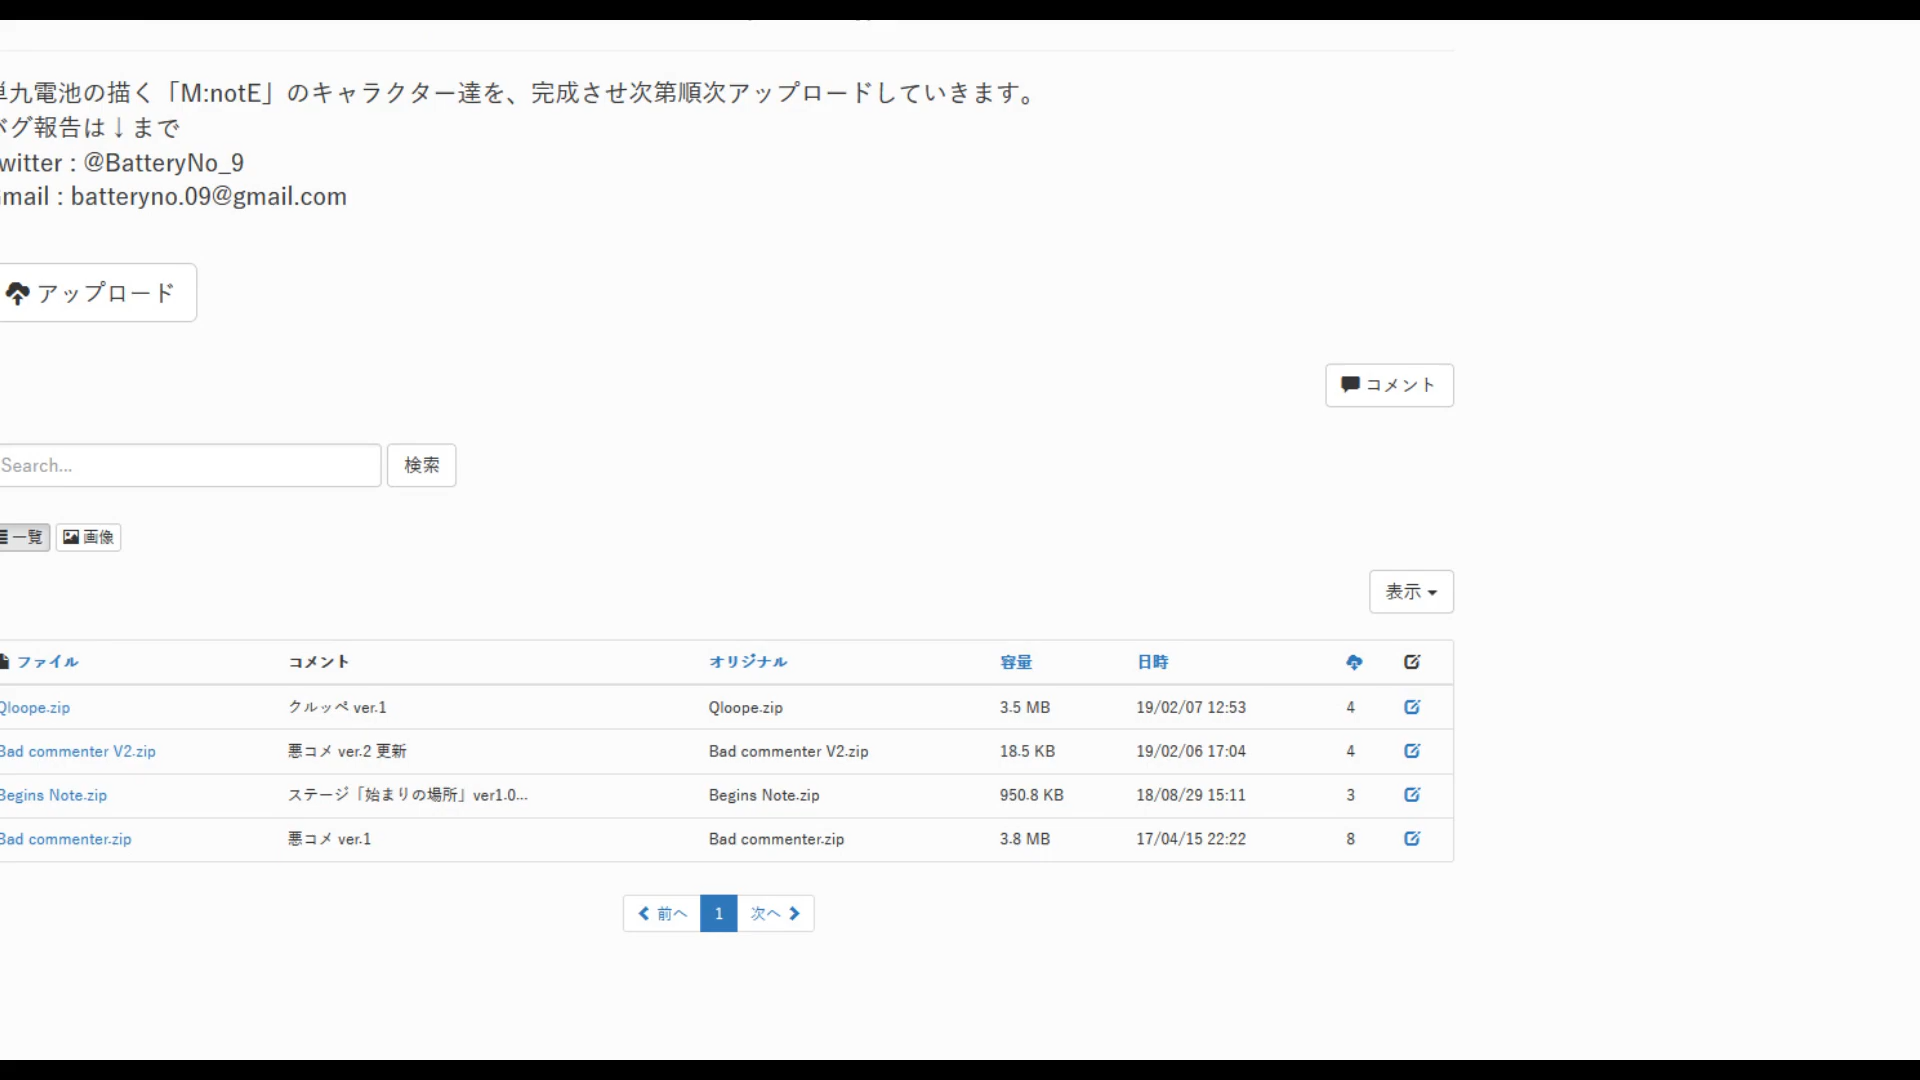 九電池の描く「M:notE」のキャラクター達を、完成させ次第順次アップロードしていきます。
バグ報告は↓まで
witter : @BatteryNo_9
mail : batteryno.09@gmail.com
アップロード
コメント
Search...
検索
一覧 画像
表示
ファイル コメント オリジナル 容量 日時
Qloope.zip クルッペ ver.1 Qloope.zip 3.5 MB 19/02/07 12:53 4
Bad commenter V2.zip 悪コメ ver.2 更新 Bad commenter V2.zip 18.5 KB 19/02/06 17:04 4
Begins Note.zip ステージ「始まりの場所」ver1.0... Begins Note.zip 950.8 KB 18/08/29 15:11 3
Bad commenter.zip 悪コメ ver.1 Bad commenter.zip 3.8 MB 17/04/15 22:22 8
前へ 1 次へ